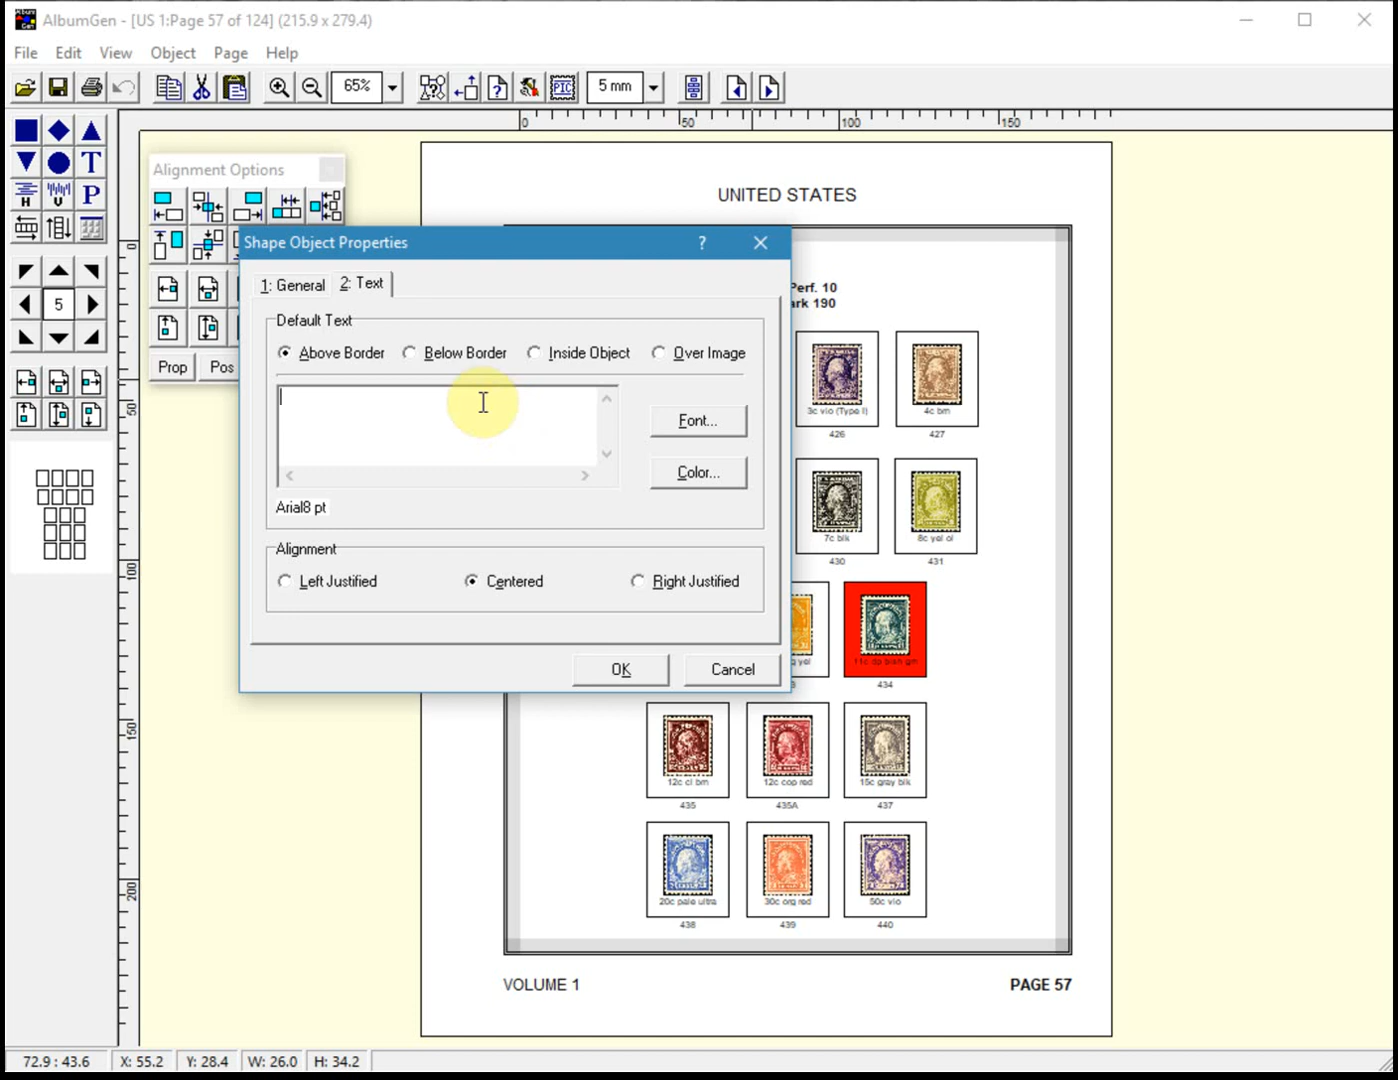 AlbumGen - [US 1:Page 57 of 124] (215.9 x 279.4)
File Edit View Object Page Help
65% 5 mm
0 50 100 150
Alignment Options
UNITED STATES
T
H U P
Shape Object Properties ? ×
1: General 2: Text
Perf. 10
5
Default Text
ark 190
Above Border Below Border Inside Object Over Image
Prop Pos
3c vio (Type I) 4c brn
Font...
426 427
Color...
Arial8 pt
7c blk 8c yel ol
Alignment
430 431
Left Justified Centered Right Justified
OK Cancel
434
12c cl brn 12c cop red 15c gray blk
435 435A 437
20c pale ultra 30c org red 50c vio
438 439 440
VOLUME 1 PAGE 57
0
50
100
150
200
72.9 : 43.6 X: 55.2 Y: 28.4 W: 26.0 H: 34.2